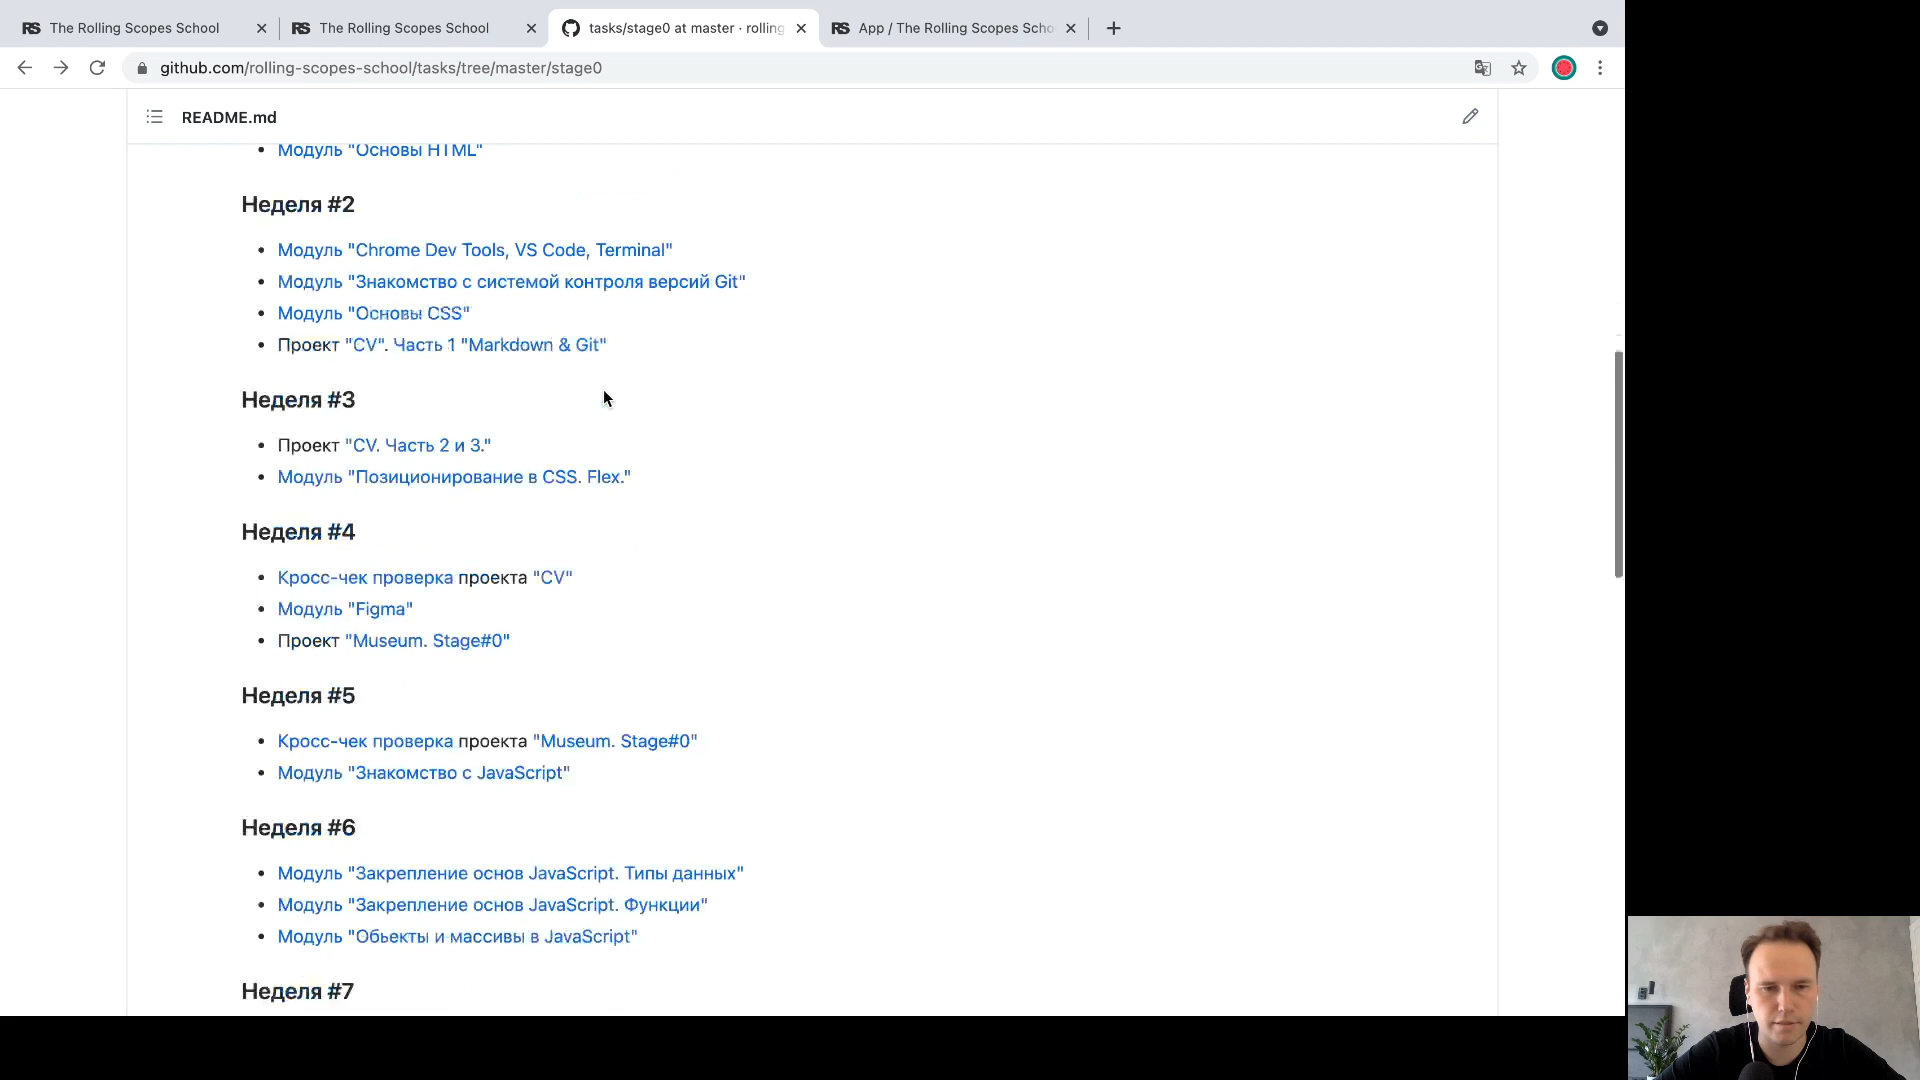 The Rolling Scopes School
The Rolling Scopes School
tasks/stage0 at master · rolling
App / The Rolling Scopes Scho
github.com/rolling-scopes-school/tasks/tree/master/stage0
README.md
Модуль "Основы HTML"
Неделя #2
Модуль "Chrome Dev Tools, VS Code, Terminal"
Модуль "Знакомство с системой контроля версий Git"
Модуль "Основы CSS"
Проект "CV". Часть 1 "Markdown & Git"
Неделя #3
Проект "CV. Часть 2 и 3."
Модуль "Позиционирование в CSS. Flex."
Неделя #4
Кросс-чек проверка проекта "CV"
Модуль "Figma"
Проект "Museum. Stage#0"
Неделя #5
Кросс-чек проверка проекта "Museum. Stage#0"
Модуль "Знакомство с JavaScript"
Неделя #6
Модуль "Закрепление основ JavaScript. Типы данных"
Модуль "Закрепление основ JavaScript. Функции"
Модуль "Обьекты и массивы в JavaScript"
Неделя #7